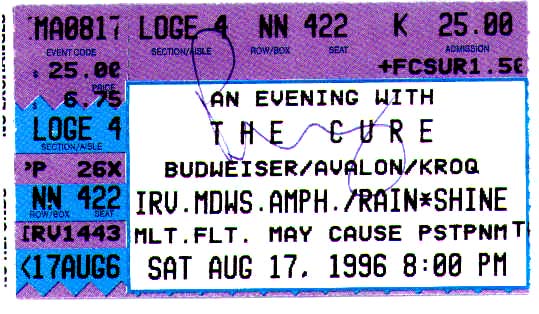 MA0817 LOGE 4 NN 422 K 25.00
EVENT CODE SECTION/AISLE ROW/BOX SEAT ADMISSION
25.00 +FCSUR1.50
PRICE
6.75 AN EVENING WITH
LOGE 4 THE CURE
SECTION/AISLE
P 26X BUDWEISER/AVALON/KROQ
NN 422 IRV.MDWS.AMPH./RAIN*SHINE
ROW/BOX SEAT
IRV1443 MLT.FLT. MAY CAUSE PSTPNMT
17AUG6 SAT AUG 17, 1996 8:00 PM